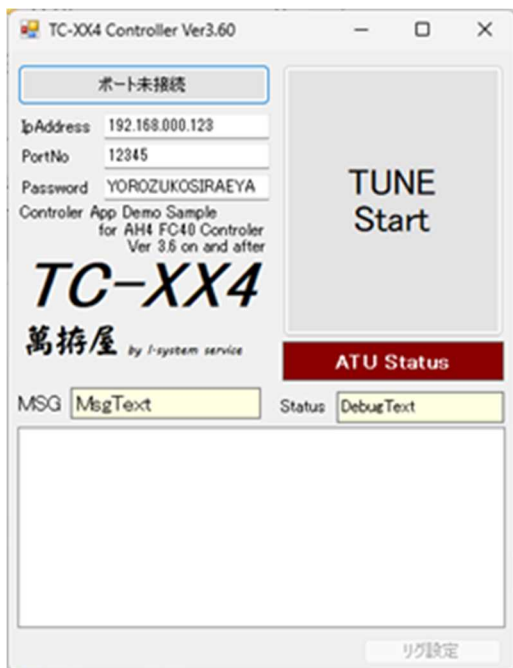 TC-XX4 Controller Ver3.60
ポート未接続
IpAddress 192.168.000.123
PortNo 12345
Password YOROZUKOSIRAEYA
Controler App Demo Sample
for AH4 FC40 Controler
Ver 3.6 on and after
TC-XX4
萬拵屋 by I-system service
TUNE
Start
ATU Status
MSG MsgText
Status DebugText
リグ設定